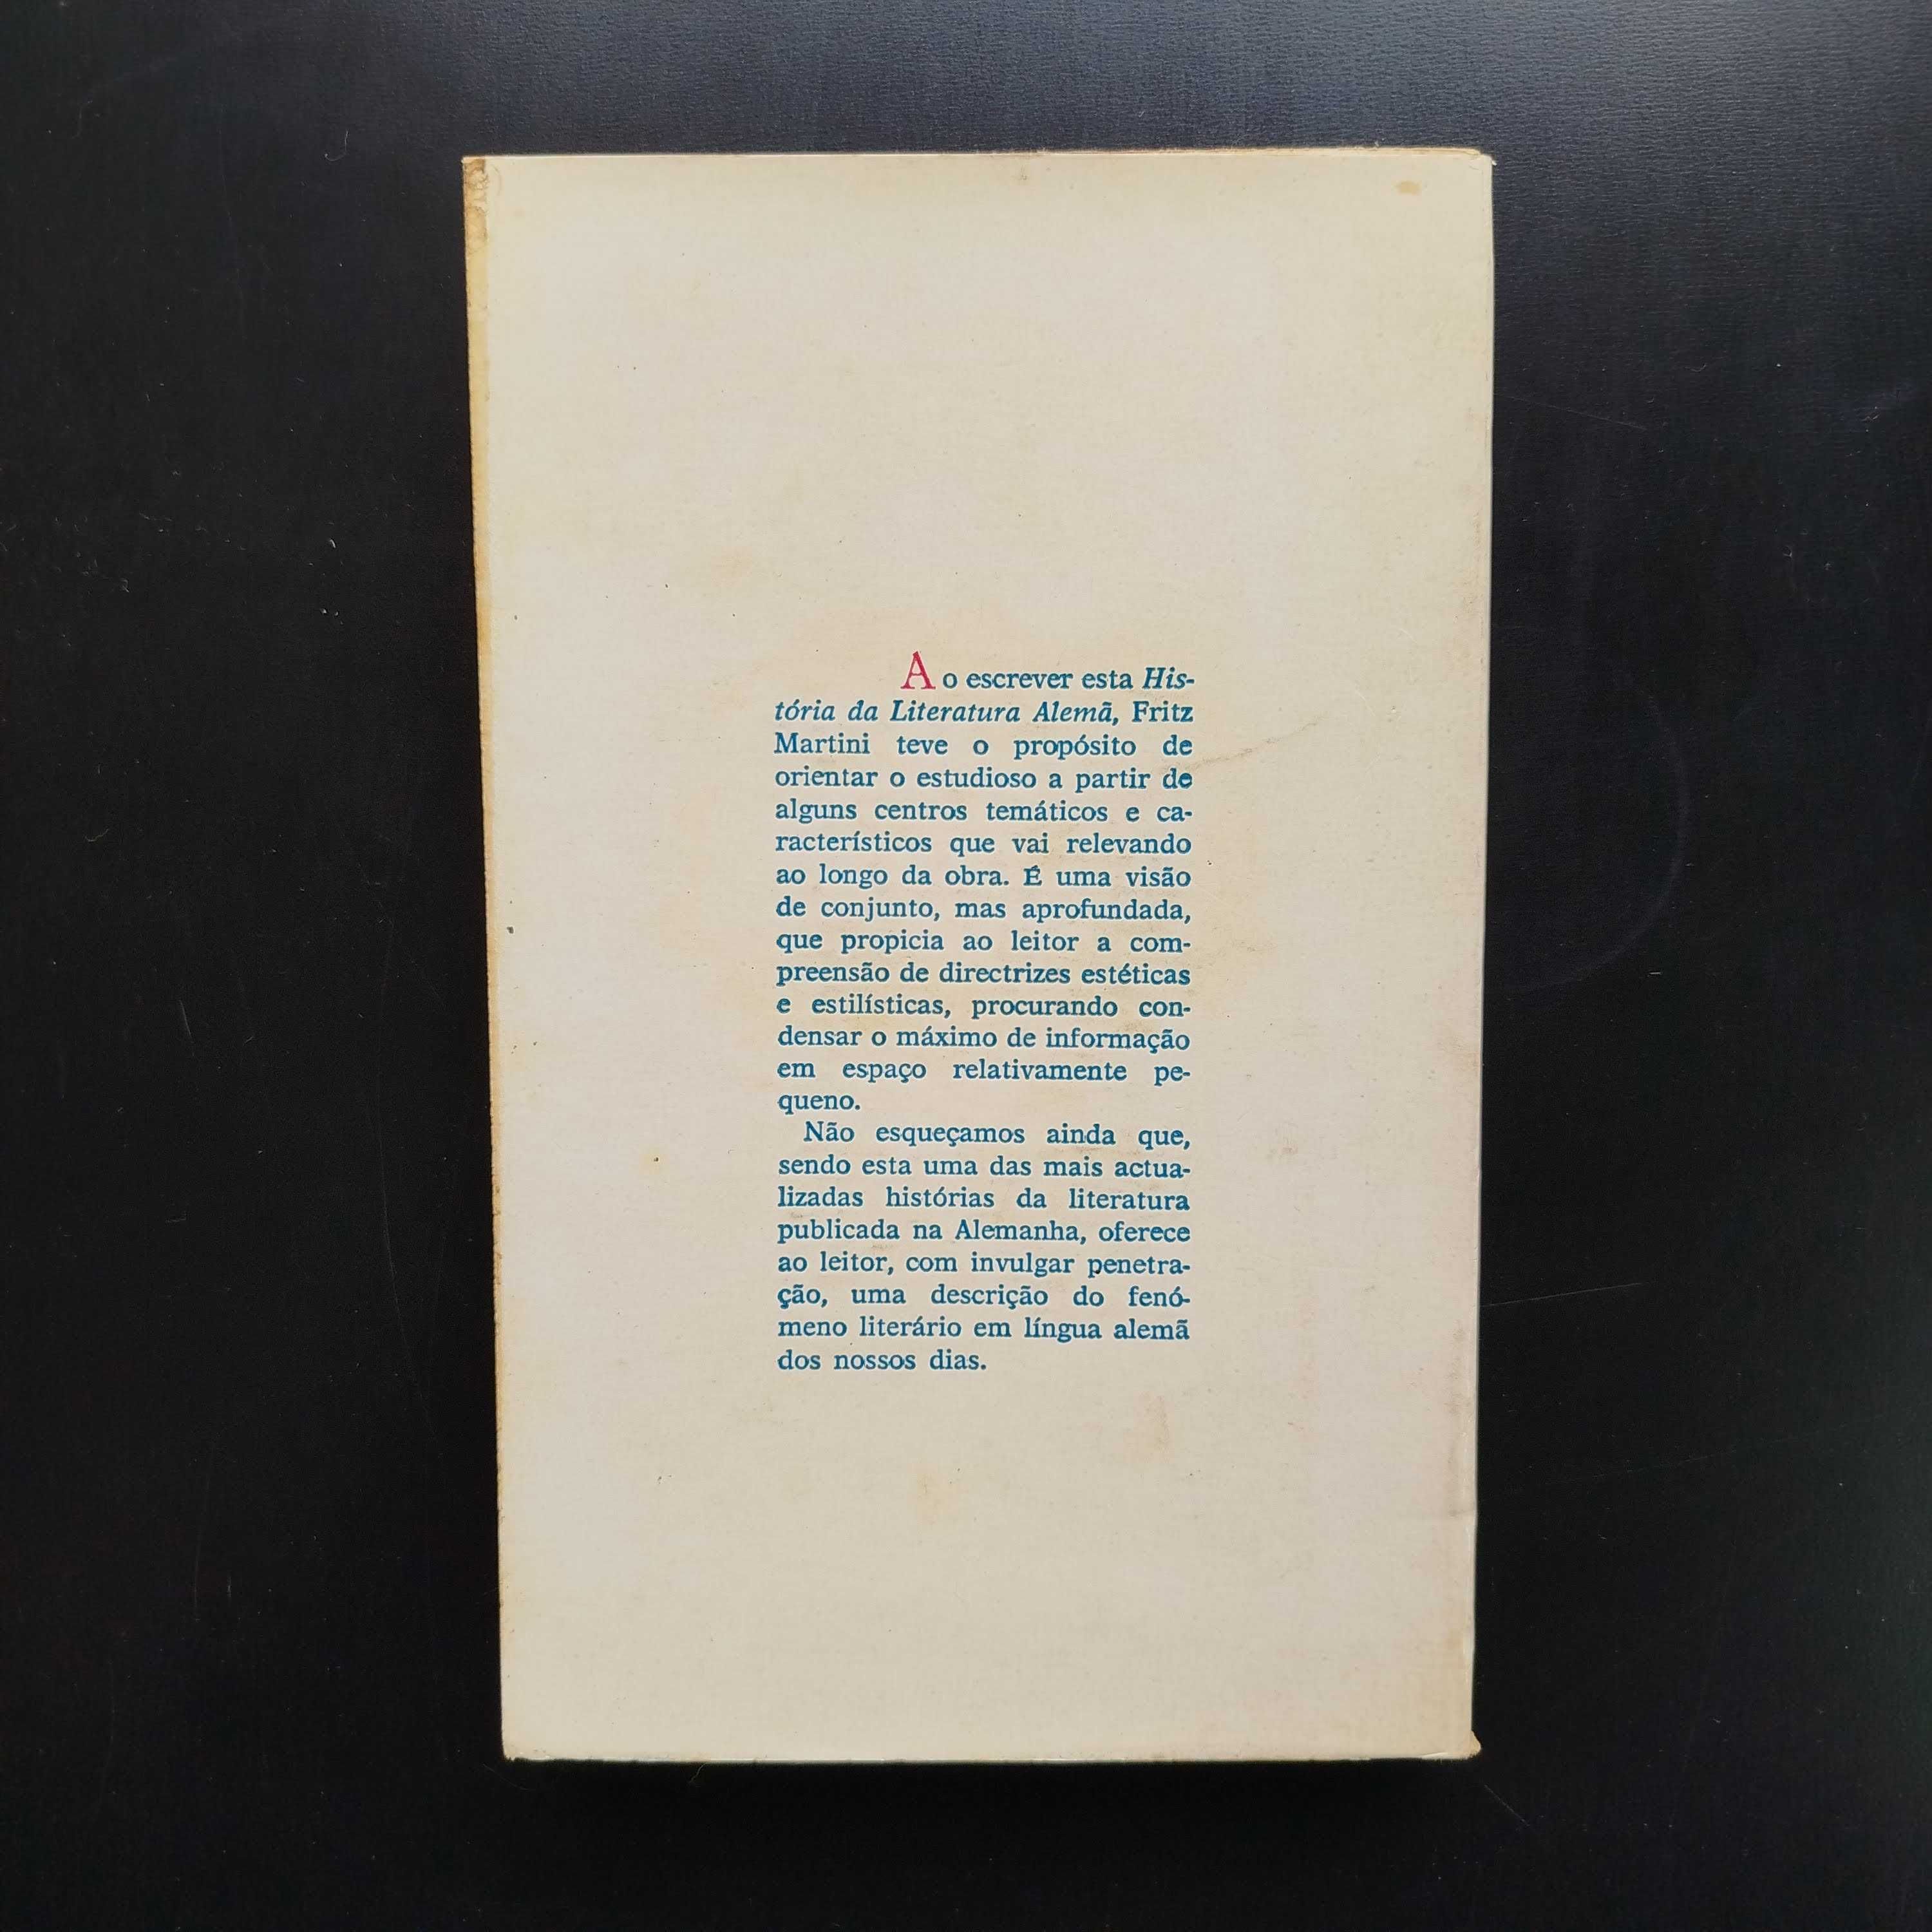 Ao escrever esta His-
tória da Literatura Alemã, Fritz
Martini teve o propósito de
orientar o estudioso a partir de
alguns centros temáticos e ca-
racterísticos que vai relevando
ao longo da obra. É uma visão
de conjunto, mas aprofundada,
que propicia ao leitor a com-
preensão de directrizes estéticas
e estilísticas, procurando con-
densar o máximo de informação
em espaço relativamente pe-
queno.
Não esqueçamos ainda que,
sendo esta uma das mais actua-
lizadas histórias da literatura
publicada na Alemanha, oferece
ao leitor, com invulgar penetra-
ção, uma descrição do fenó-
meno literário em língua alemã
dos nossos dias.